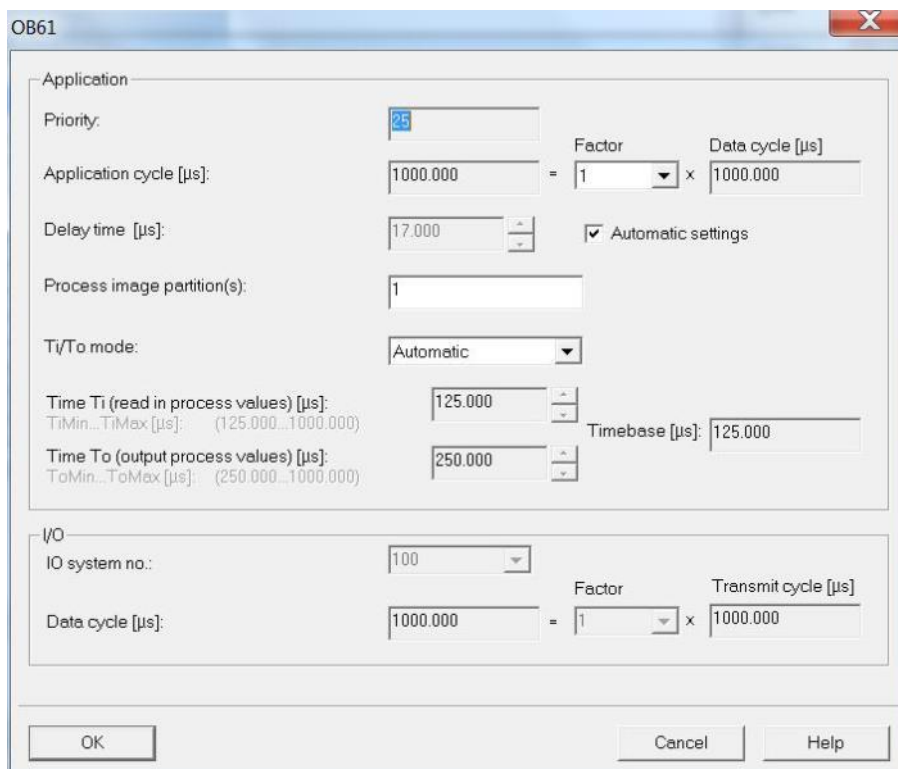 OB61
Application
Priority: 25
Factor Data cycle [µs]
Application cycle [µs]: 1000.000 = 1 x 1000.000
Delay time [µs]: 17.000 Automatic settings
Process image partition(s): 1
Ti/To mode: Automatic
Time Ti (read in process values) [µs]: 125.000
TiMin...TiMax [µs]: (125.000...1000.000)
Timebase [µs]: 125.000
Time To (output process values) [µs]: 250.000
ToMin...ToMax [µs]: (250.000...1000.000)
I/O
IO system no.: 100
Factor Transmit cycle [µs]
Data cycle [µs]: 1000.000 = 1 x 1000.000
OK Cancel Help